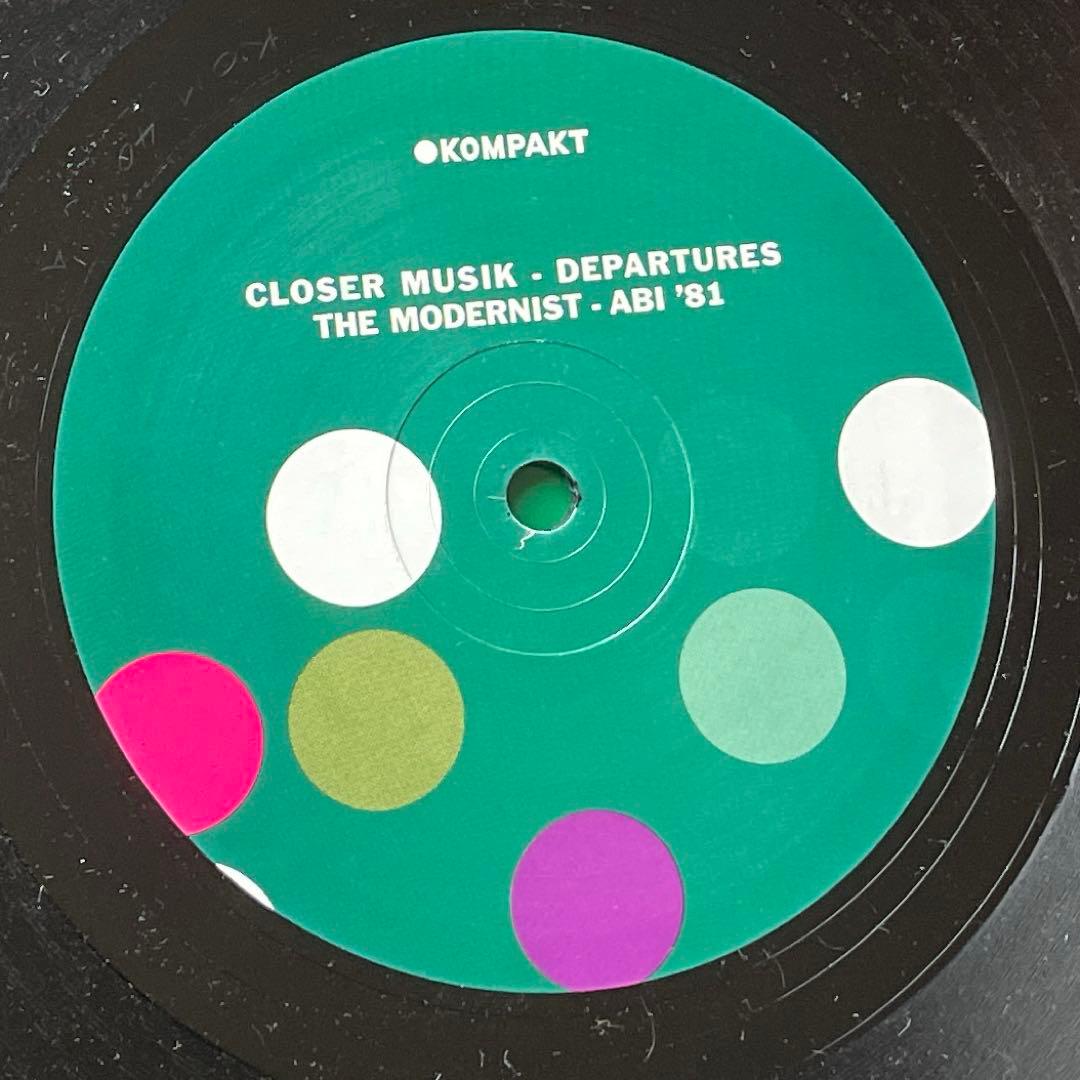 KOMPAKT
CLOSER MUSIK - DEPARTURES
THE MODERNIST - ABI '81